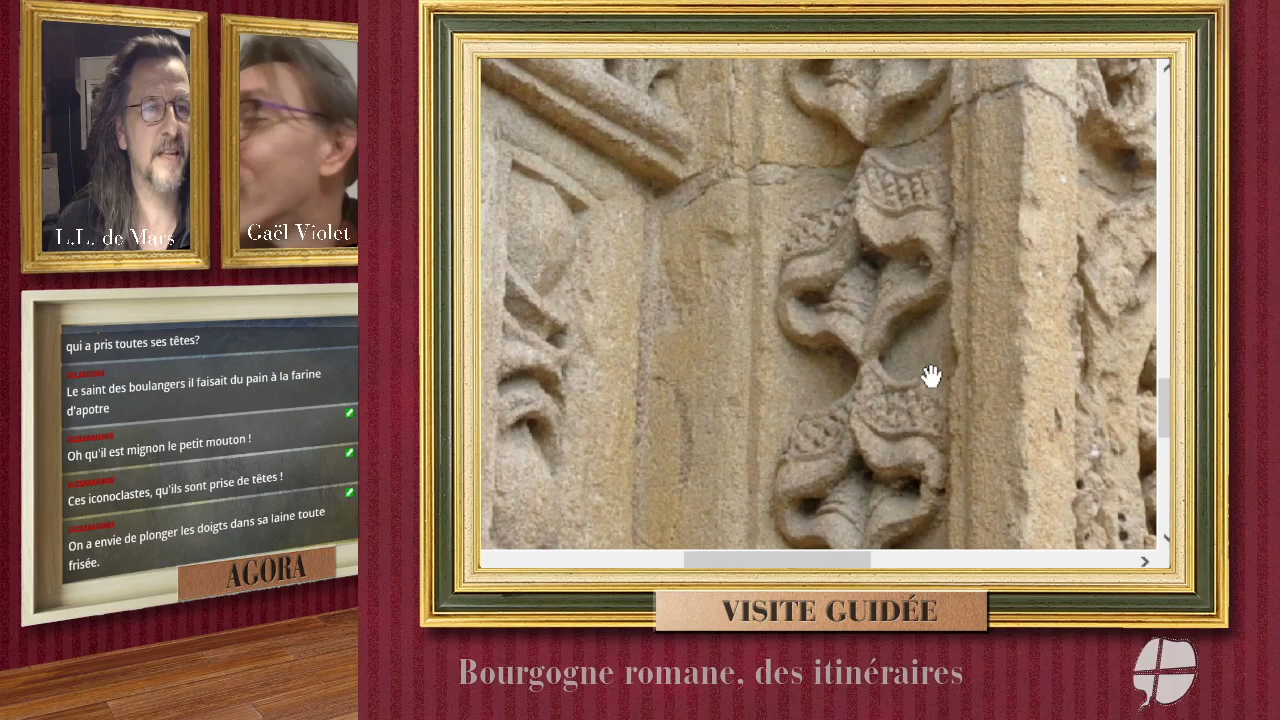 L.L. de Mars
Gaël Violet
qui a pris toutes ses têtes?
Le saint des boulangers il faisait du pain à la farine
d'apotre
Oh qu'il est mignon le petit mouton !
Ces iconoclastes, qu'ils sont prise de têtes !
On a envie de plonger les doigts dans sa laine toute
frisée.
AGORA
VISITE GUIDÉE
Bourgogne romane, des itinéraires